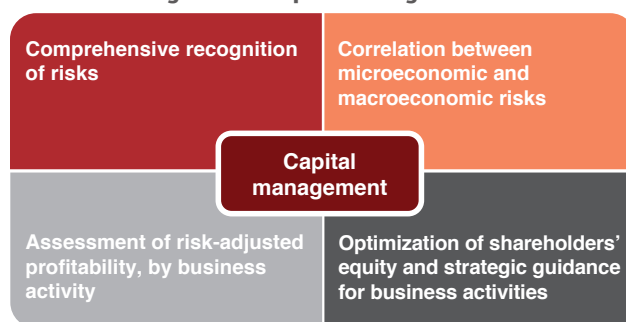 Comprehensive recognition
of risks
Correlation between
microeconomic and
macroeconomic risks
Capital
management
Assessment of risk-adjusted
profitability, by business
activity
Optimization of shareholders’
equity and strategic guidance
for business activities